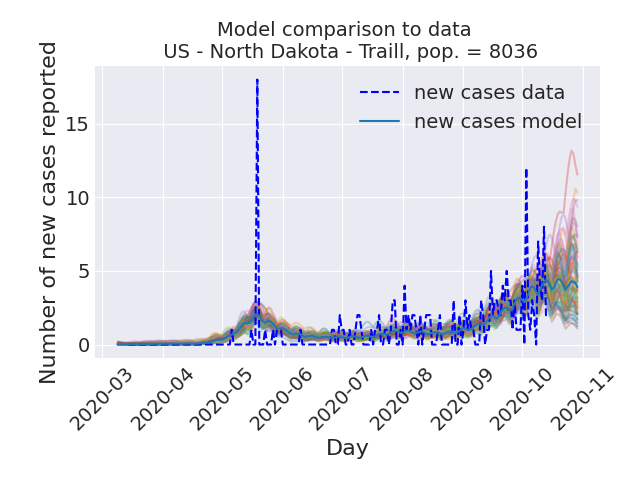 Model comparison to data
US - North Dakota - Traill, pop. = 8036
Number of new cases reported
new cases data
new cases model
15
10
5
0
2020-03
2020-04
2020-05
2020-06
2020-07
2020-08
2020-09
2020-10
2020-11
Day